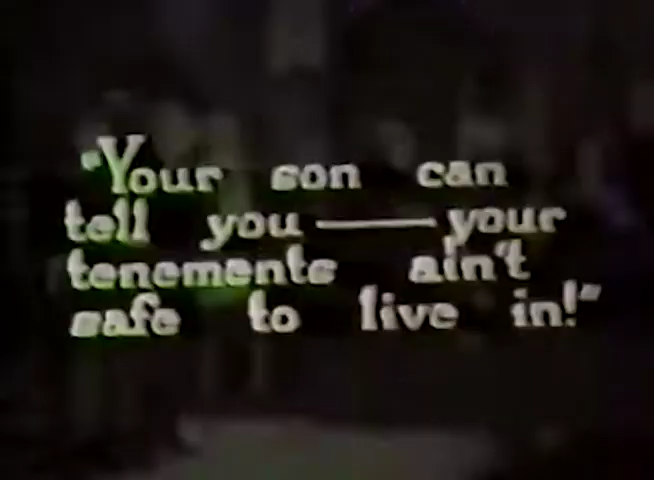 "Your son can
tell you — your
tenements ain't
safe to live in!"